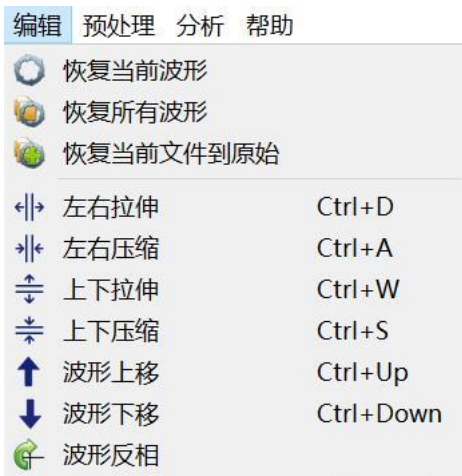 编辑 预处理 分析 帮助
恢复当前波形
恢复所有波形
恢复当前文件到原始
左右拉伸 Ctrl+D
左右压缩 Ctrl+A
上下拉伸 Ctrl+W
上下压缩 Ctrl+S
波形上移 Ctrl+Up
波形下移 Ctrl+Down
波形反相